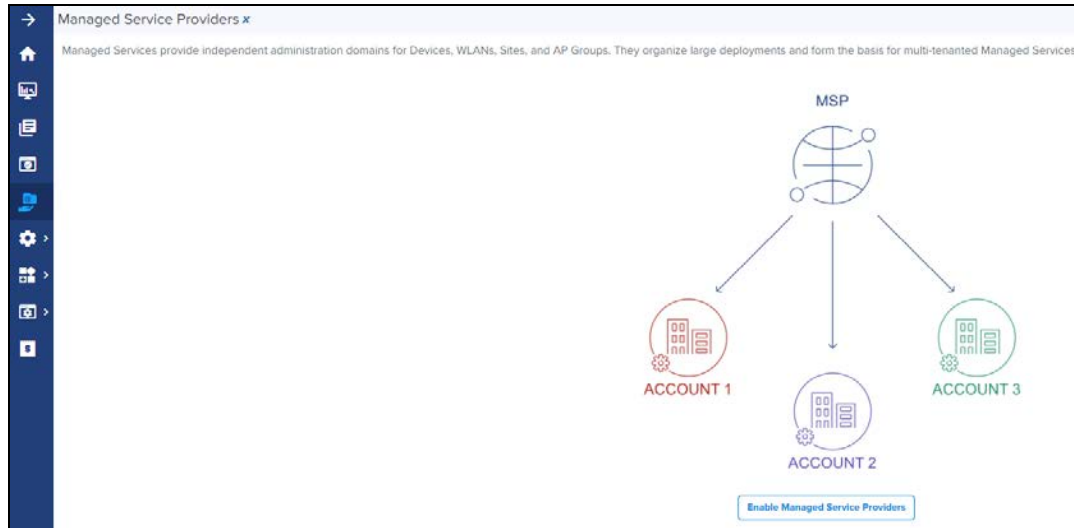 Managed Service Providers x
Managed Services provide independent administration domains for Devices, WLANs, Sites, and AP Groups. They organize large deployments and form the basis for multi-tenanted Managed Services
MSP
ACCOUNT 1
ACCOUNT 3
ACCOUNT 2
Enable Managed Service Providers